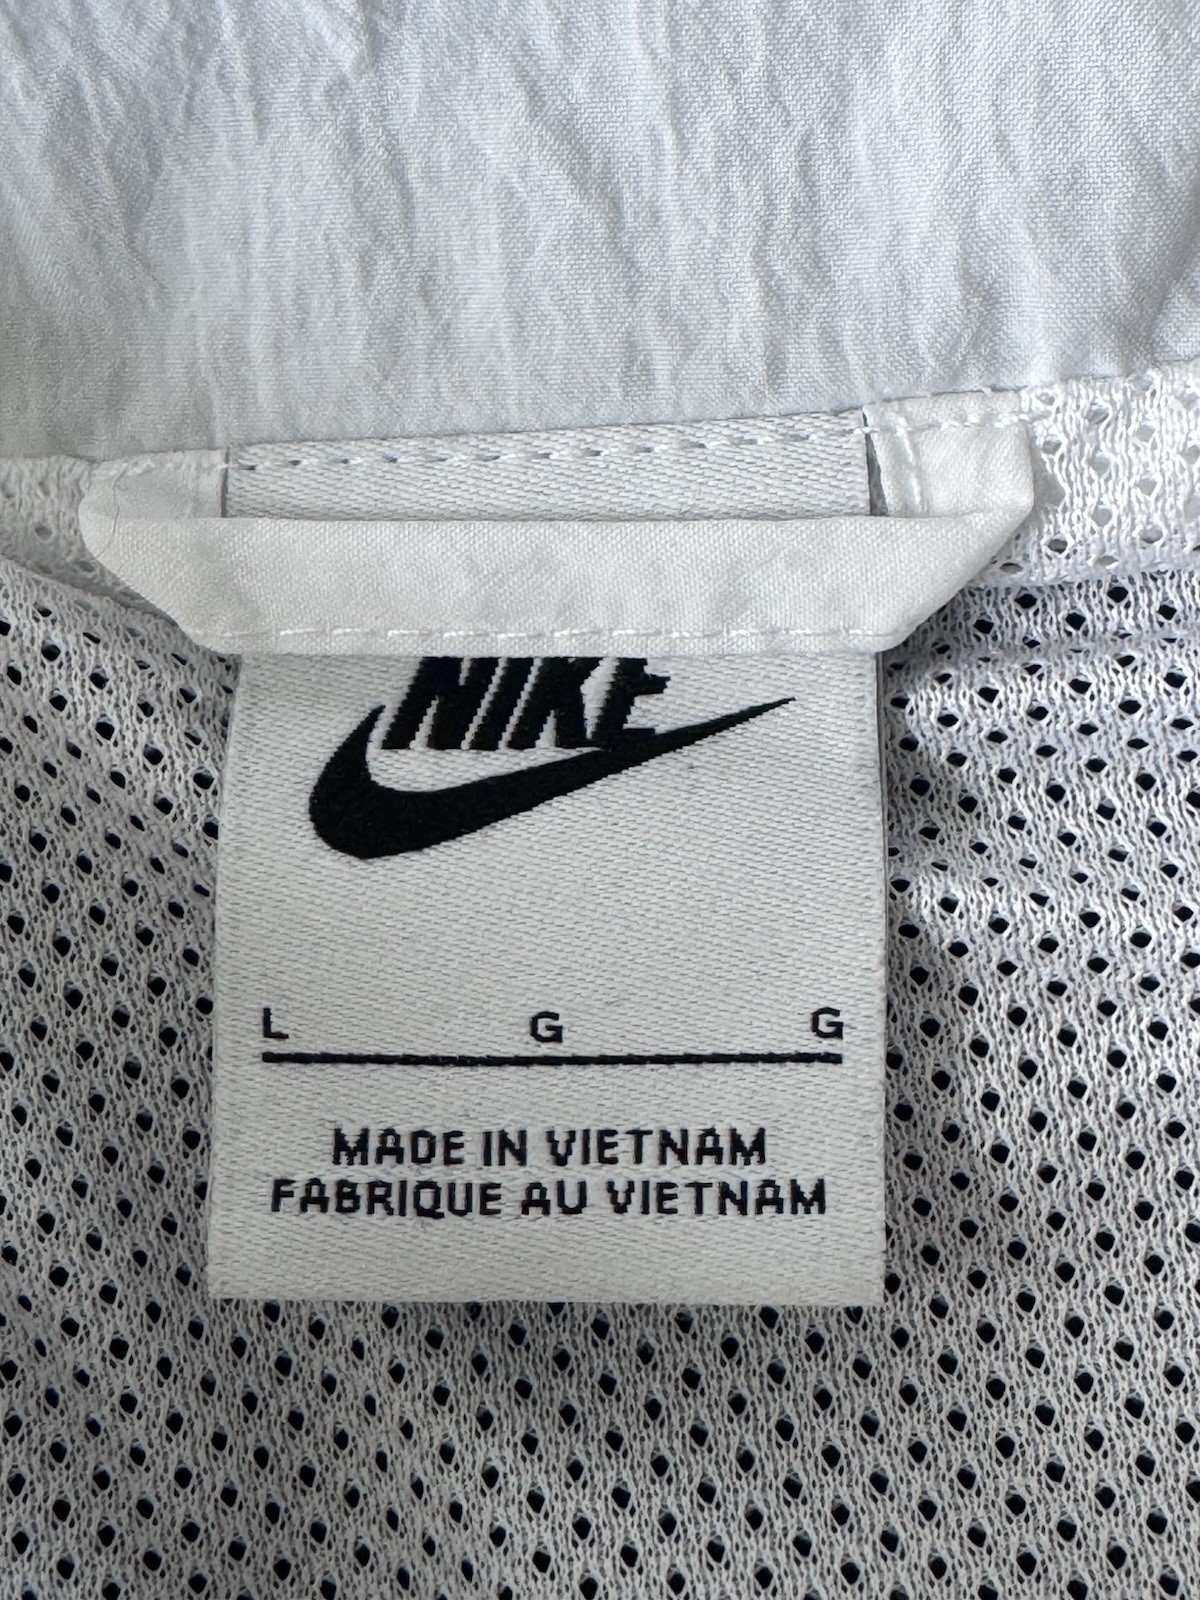 NIKE
L G G
MADE IN VIETNAM
FABRIQUE AU VIETNAM